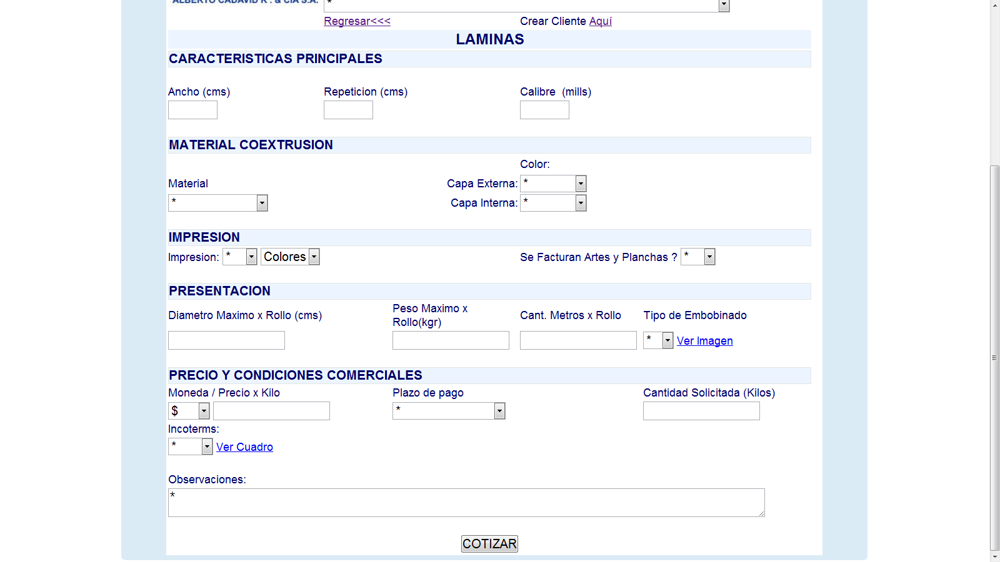 ALBERTO CADAVID R . & CIA S.A.
*
Regresar<<<
Crear Cliente Aquí
LAMINAS
CARACTERISTICAS PRINCIPALES
Ancho (cms)
Repeticion (cms)
Calibre (mills)
MATERIAL COEXTRUSION
Color:
Material
Capa Externa: *
*
Capa Interna: *
IMPRESION
Impresion: * Colores
Se Facturan Artes y Planchas ? *
PRESENTACION
Diametro Maximo x Rollo (cms)
Peso Maximo x
Rollo(kgr)
Cant. Metros x Rollo
Tipo de Embobinado
* Ver Imagen
PRECIO Y CONDICIONES COMERCIALES
Moneda / Precio x Kilo
Plazo de pago
Cantidad Solicitada (Kilos)
$
*
Incoterms:
* Ver Cuadro
Observaciones:
*
COTIZAR